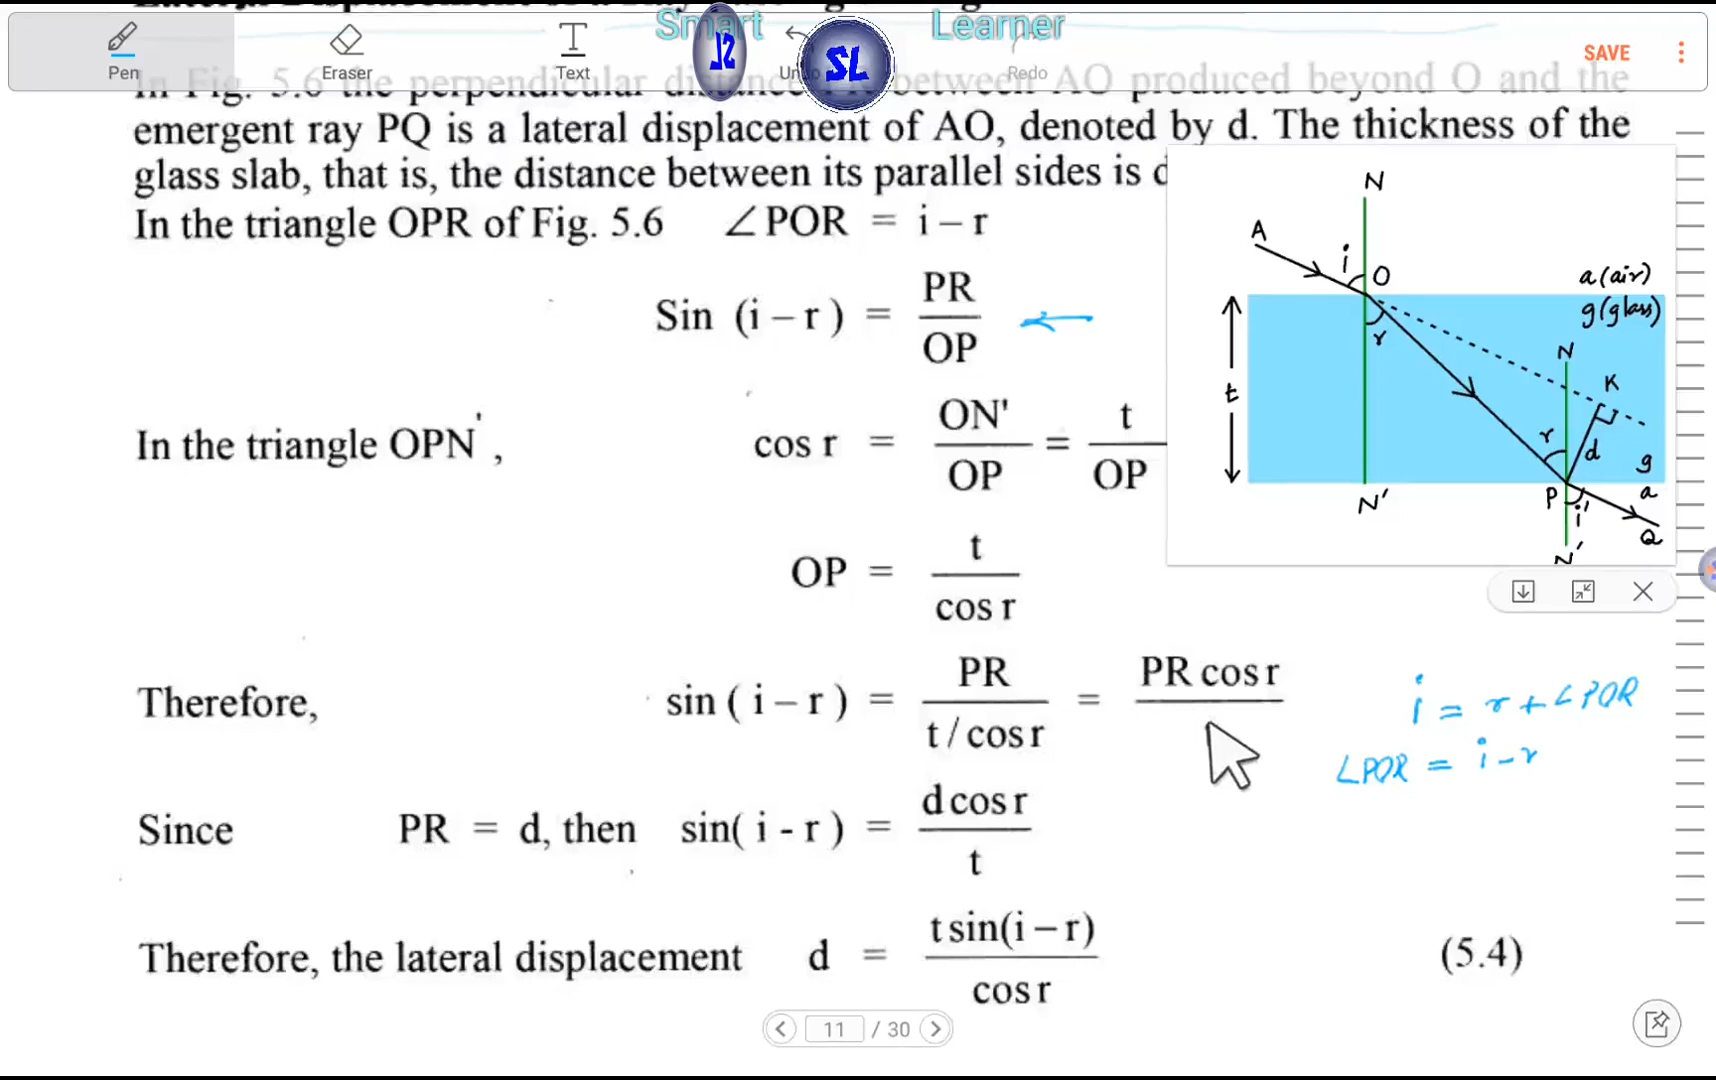 Smart Learner
Pen
Eraser
Text
SL
Redo
SAVE
In Fig. 5.6 the perpendicular distance between AO produced beyond O and the
emergent ray PQ is a lateral displacement of AO, denoted by d. The thickness of the
glass slab, that is, the distance between its parallel sides is d
In the triangle OPR of Fig. 5.6 ∠POR = i – r
Sin (i – r) = PR/OP
In the triangle OPN', cos r = ON'/OP = t/OP
OP = t/cos r
Therefore, sin ( i – r ) = PR/(t / cos r) = PR cos r
Since PR = d, then sin( i - r ) = d cos r/t
Therefore, the lateral displacement d = t sin(i – r)/cos r (5.4)
N
A
i
O
a (air)
g (glass)
r
N
K
t
r
d
g
a
N'
P
i'
Q
N'
i = r + ∠POR
∠POR = i – r
11 / 30